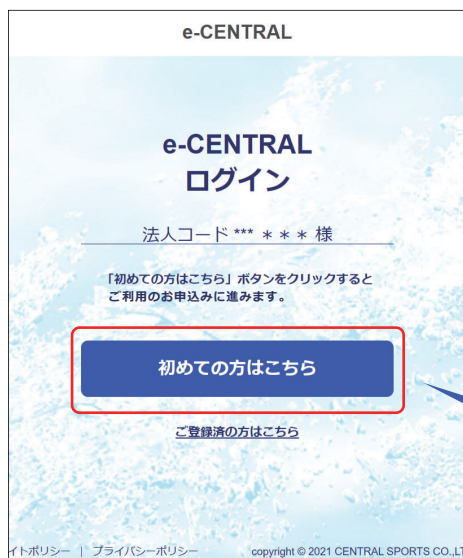 e-CENTRAL
e-CENTRAL
ログイン
法人コード *** ＊＊＊ 様
「初めての方はこちら」ボタンをクリックすると
ご利用のお申込みに進みます。
初めての方はこちら
ご登録済の方はこちら
イトポリシー | プライバシーポリシー copyright © 2021 CENTRAL SPORTS CO.,LT